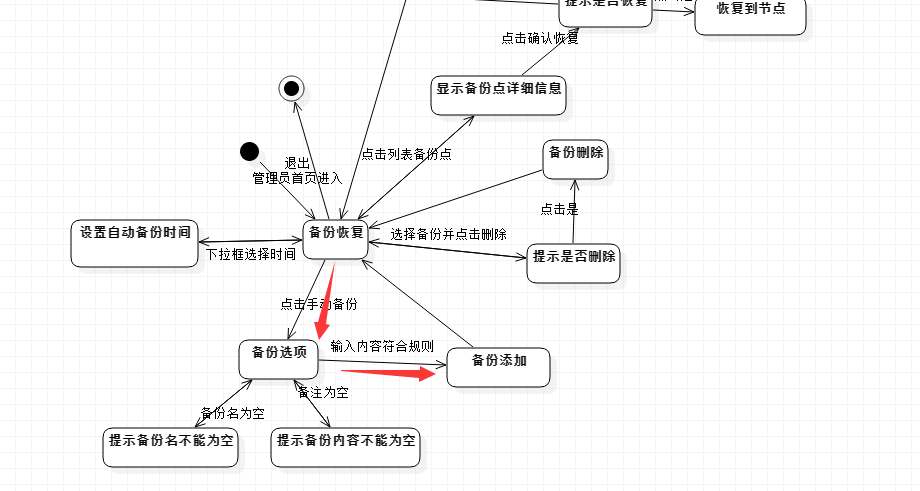 提示是否恢复
恢复到节点
点击确认恢复
显示备份点详细信息
点击列表备份点
备份删除
退出
管理员首页进入
点击是
设置自动备份时间
备份恢复
选择备份并点击删除
下拉框选择时间
提示是否删除
点击手动备份
输入内容符合规则
备份选项
备份添加
备注为空
备份名为空
提示备份名不能为空
提示备份内容不能为空